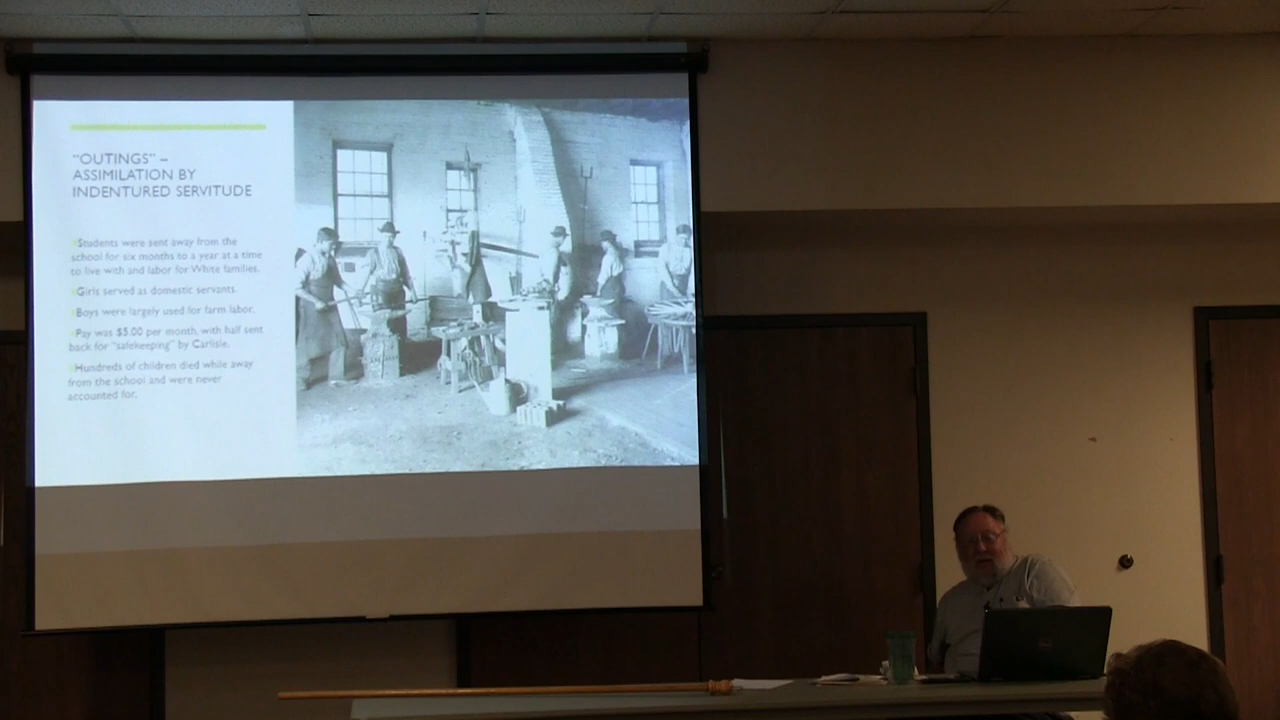 "OUTINGS" –
ASSIMILATION BY
INDENTURED SERVITUDE
Students were sent away from the
school for six months to a year at a time
to live with and labor for White families.
Girls served as domestic servants.
Boys were largely used for farm labor.
Pay was $5.00 per month, with half sent
back for "safekeeping" by Carlisle.
Hundreds of children died while away
from the school and were never
accounted for.